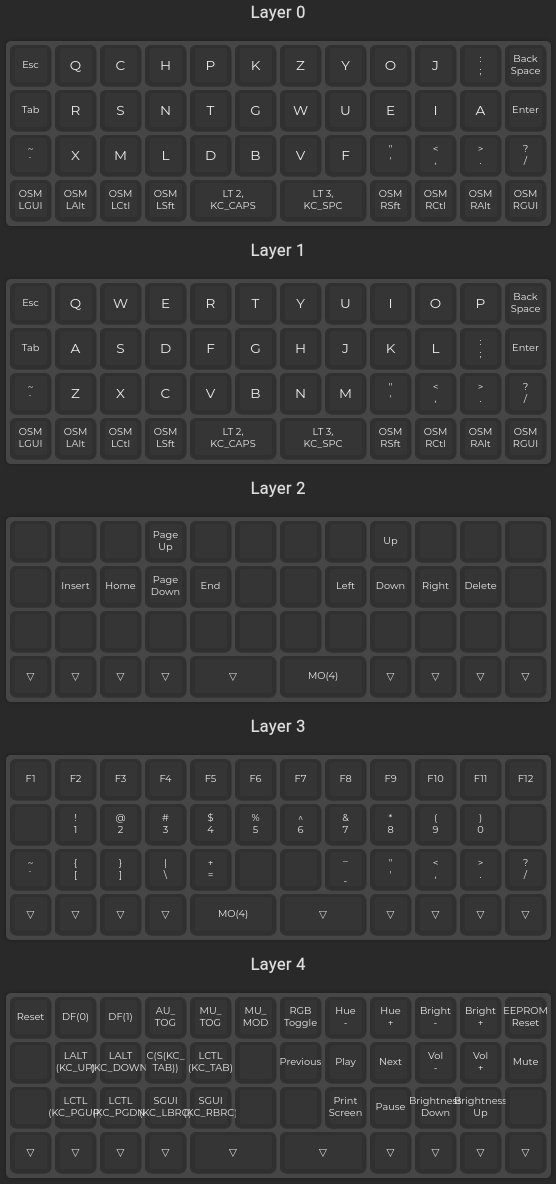 Layer 0
Esc Q C H P K Z Y O J : ; Back Space
Tab R S N T G W U E I A Enter
~ ` X M L D B V F " ' < , > . ? /
OSM LGUI OSM LAlt OSM LCtl OSM LSft LT 2, KC_CAPS LT 3, KC_SPC OSM RSft OSM RCtl OSM RAlt OSM RGUI
Layer 1
Esc Q W E R T Y U I O P Back Space
Tab A S D F G H J K L : ; Enter
~ ` Z X C V B N M " ' < , > . ? /
OSM LGUI OSM LAlt OSM LCtl OSM LSft LT 2, KC_CAPS LT 3, KC_SPC OSM RSft OSM RCtl OSM RAlt OSM RGUI
Layer 2
Page Up Up
Insert Home Page Down End Left Down Right Delete
▽ ▽ ▽ ▽ ▽ MO(4) ▽ ▽ ▽ ▽
Layer 3
F1 F2 F3 F4 F5 F6 F7 F8 F9 F10 F11 F12
! 1 @ 2 # 3 $ 4 % 5 ^ 6 & 7 * 8 ( 9 ) 0
~ ` { [ } ] | \ + = _ - " ' < , > . ? /
▽ ▽ ▽ ▽ MO(4) ▽ ▽ ▽ ▽ ▽
Layer 4
Reset DF(0) DF(1) AU_ TOG MU_ TOG MU_ MOD RGB Toggle Hue - Hue + Bright - Bright + EEPROM Reset
LALT (KC_UP) LALT (KC_DOWN) C(S(KC_ TAB)) LCTL (KC_TAB) Previous Play Next Vol - Vol + Mute
LCTL (KC_PGUP) LCTL (KC_PGDN) SGUI (KC_LBRC) SGUI (KC_RBRC) Print Screen Pause Brightness Down Brightness Up
▽ ▽ ▽ ▽ ▽ ▽ ▽ ▽ ▽ ▽